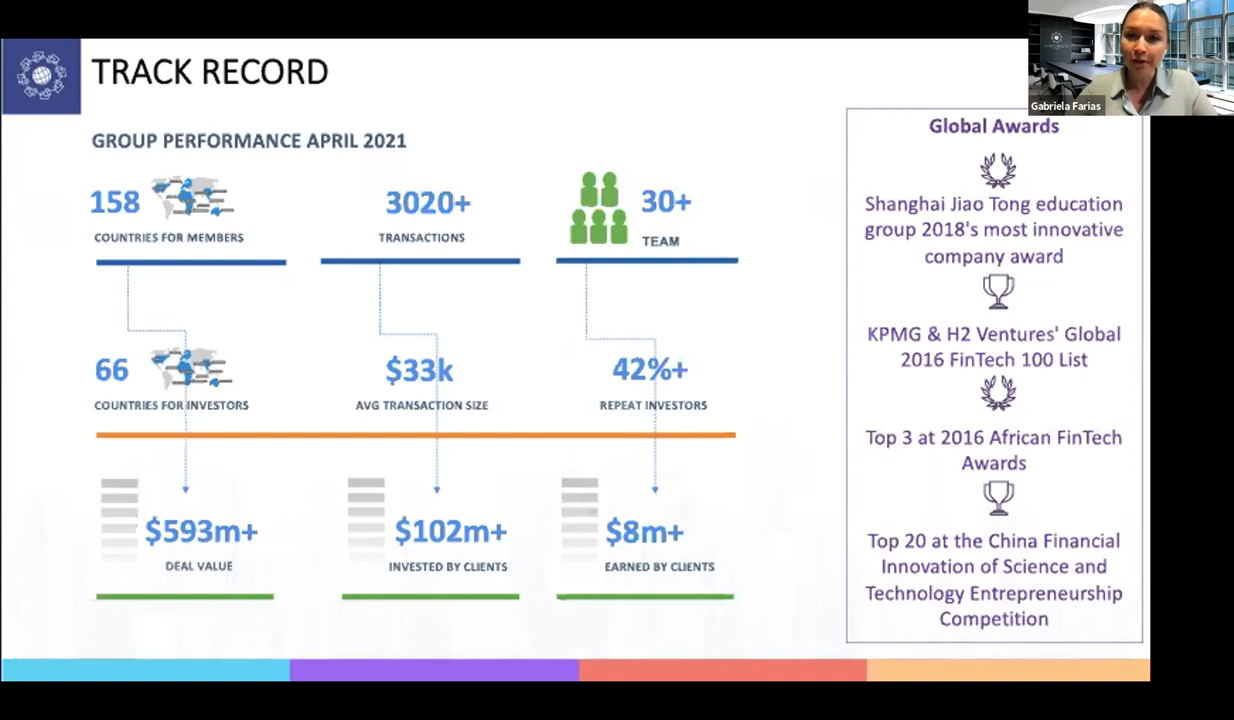 TRACK RECORD
Gabriela Farias
GROUP PERFORMANCE APRIL 2021
158
COUNTRIES FOR MEMBERS
3020+
TRANSACTIONS
30+
TEAM
66
COUNTRIES FOR INVESTORS
$33k
AVG TRANSACTION SIZE
42%+
REPEAT INVESTORS
$593m+
DEAL VALUE
$102m+
INVESTED BY CLIENTS
$8m+
EARNED BY CLIENTS
Global Awards
Shanghai Jiao Tong education
group 2018's most innovative
company award
KPMG & H2 Ventures' Global
2016 FinTech 100 List
Top 3 at 2016 African FinTech
Awards
Top 20 at the China Financial
Innovation of Science and
Technology Entrepreneurship
Competition